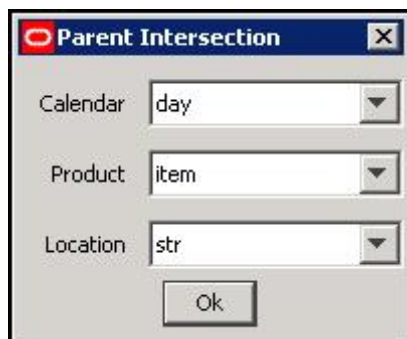 Parent Intersection
Calendar day
Product item
Location str
Ok